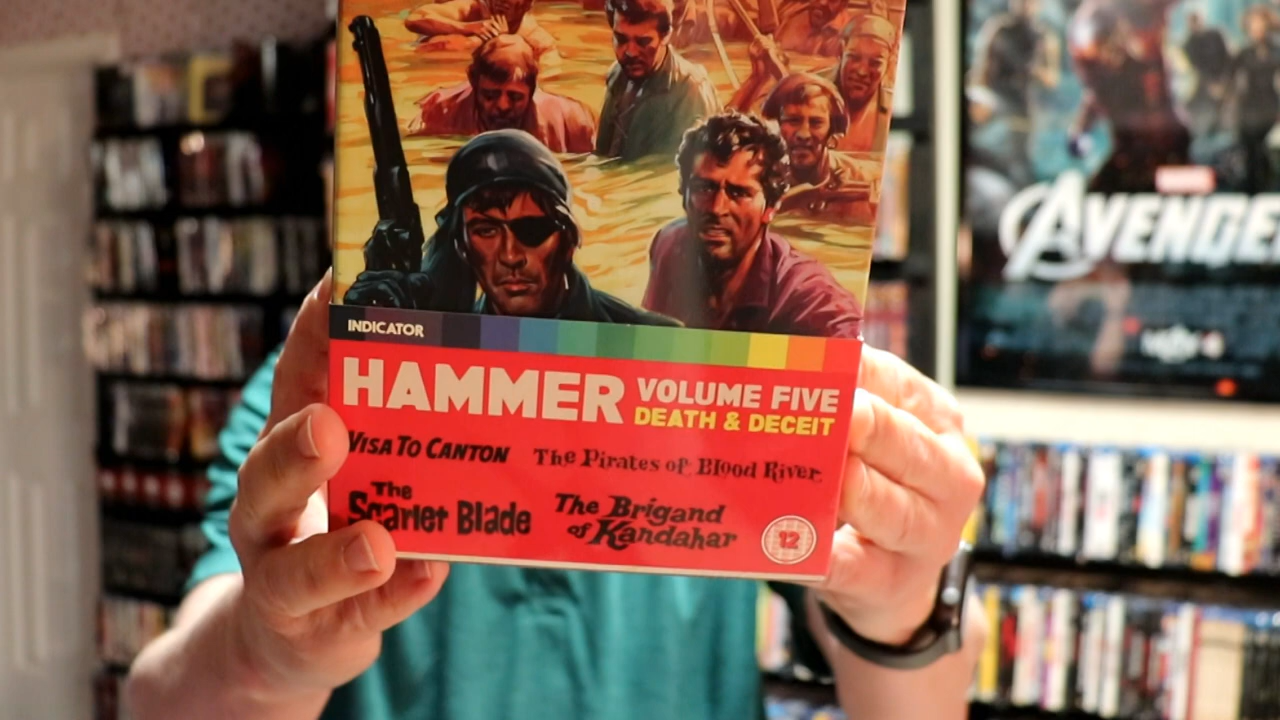 INDICATOR
HAMMER
VOLUME FIVE
DEATH & DECEIT
VISA TO CANTON
The Pirates of Blood River
The Scarlet Blade
The Brigand of Kandahar
12
AVENGE